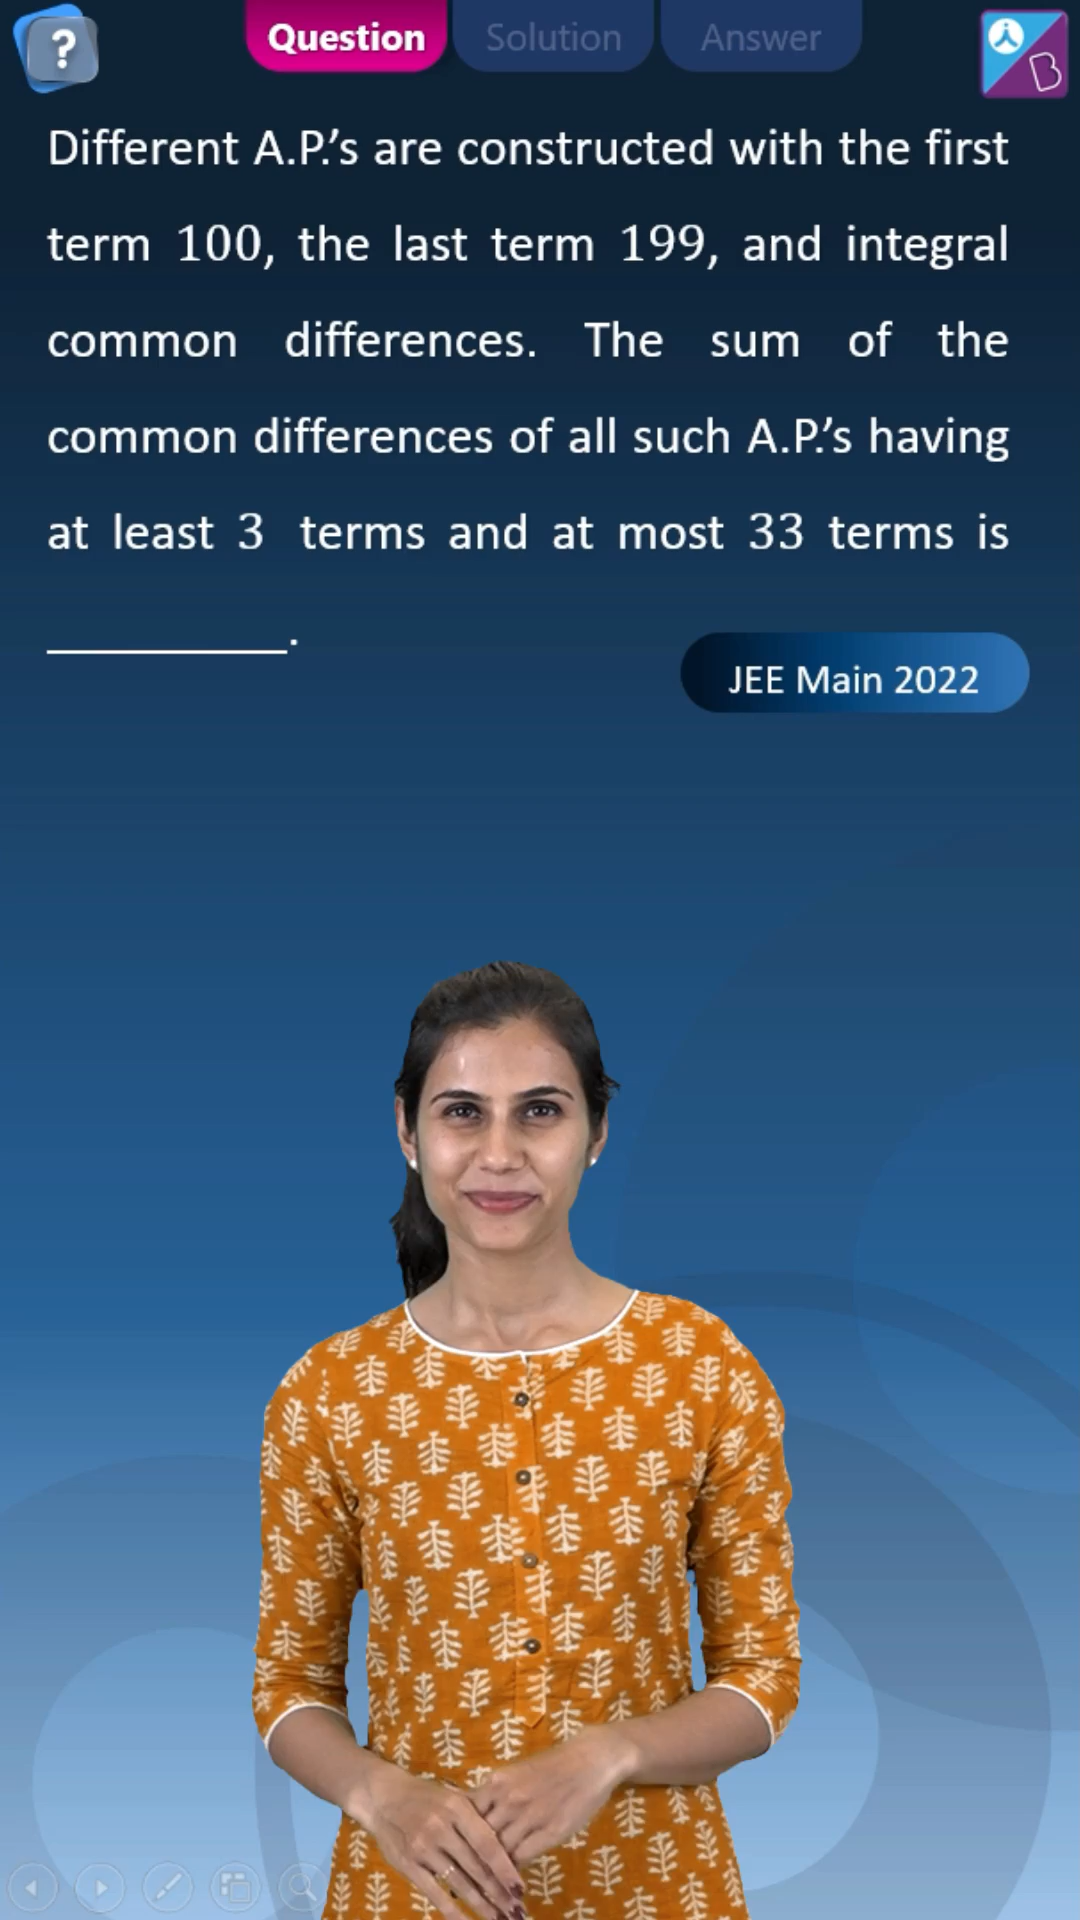 ?
Question Solution Answer
B
Different A.P.’s are constructed with the first
term 100, the last term 199, and integral
common differences. The sum of the
common differences of all such A.P.’s having
at least 3 terms and at most 33 terms is
__________.
JEE Main 2022